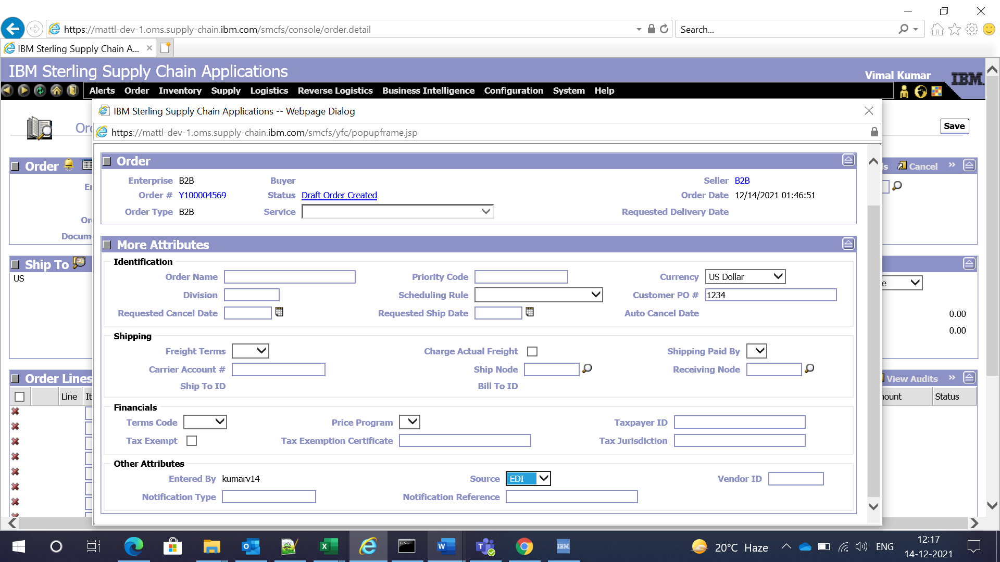 https://mattl-dev-1.oms.supply-chain.ibm.com/smcfs/console/order.detail
Search...
IBM Sterling Supply Chain A...
IBM Sterling Supply Chain Applications
Vimal Kumar
IBM.
Alerts Order Inventory Supply Logistics Reverse Logistics Business Intelligence Configuration System Help
IBM Sterling Supply Chain Applications -- Webpage Dialog
https://mattl-dev-1.oms.supply-chain.ibm.com/smcfs/yfc/popupframe.jsp
Save
Order
Cancel »
Order
Enterprise B2B Buyer Seller B2B
Order # Y100004569 Status Draft Order Created Order Date 12/14/2021 01:46:51
Order Type B2B Service Requested Delivery Date
More Attributes
Identification
Order Name Priority Code Currency US Dollar
Division Scheduling Rule Customer PO # 1234
Requested Cancel Date Requested Ship Date Auto Cancel Date
Shipping
Freight Terms Charge Actual Freight Shipping Paid By
Carrier Account # Ship Node Receiving Node
Ship To ID Bill To ID
Financials
Terms Code Price Program Taxpayer ID
Tax Exempt Tax Exemption Certificate Tax Jurisdiction
Other Attributes
Entered By kumarv14 Source EDI Vendor ID
Notification Type Notification Reference
Ship To
US
0.00
0.00
Order Lines
View Audits »
Line
Status
20°C Haze
ENG
12:17
14-12-2021
IBM